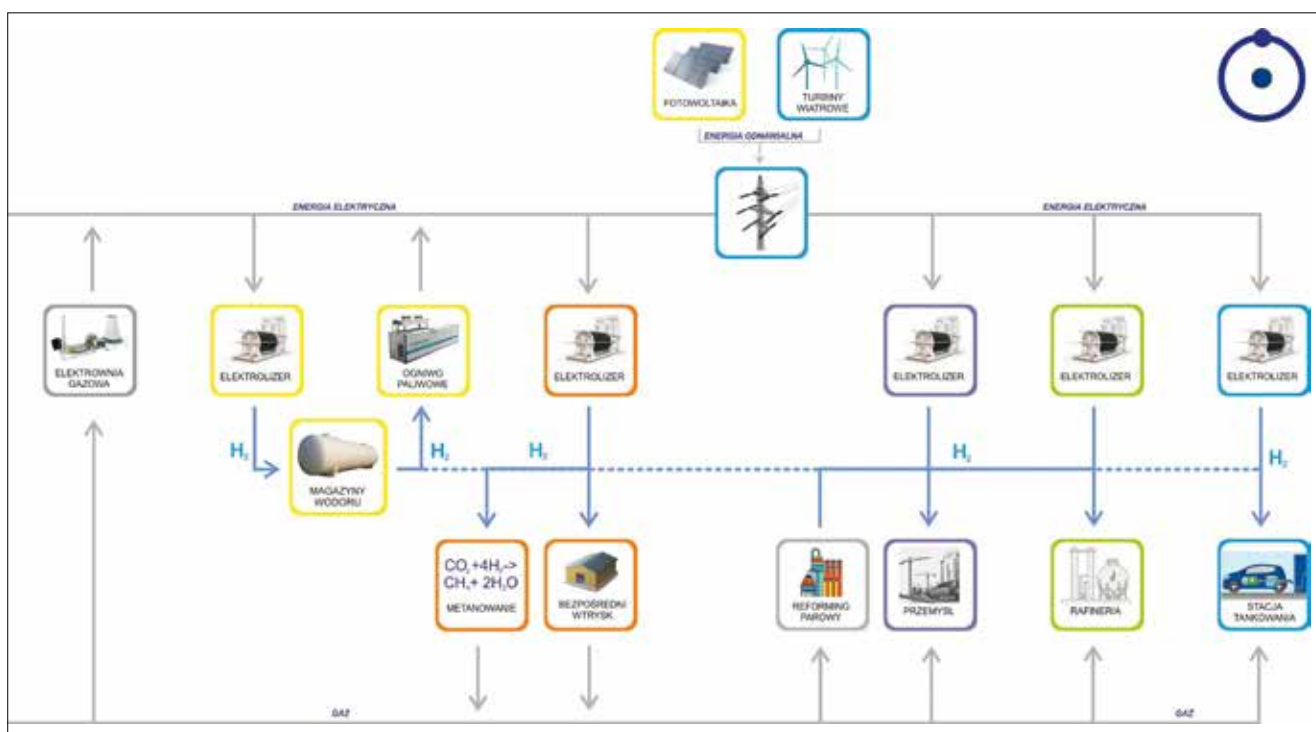 FOTOWOLTAIKA
TURBINY
WIATROWE
ENERGIA ODNAWIALNA
ENERGIA ELEKTRYCZNA
ENERGIA ELEKTRYCZNA
ELEKTROWNIA
GAZOWA
ELEKTROLIZER
OGNIWO
PALIWOWE
ELEKTROLIZER
ELEKTROLIZER
ELEKTROLIZER
ELEKTROLIZER
H₂
MAGAZYNY
WODORU
H₂
H₂
H₂
H₂
CO₂+4H₂->
CH₄+ 2H₂O
METANOWANIE
BEZPOŚREDNI
WTRYSK
REFORMING
PAROWY
PRZEMYSŁ
RAFINERIA
STACJA
TANKOWANIA
GAZ
GAZ